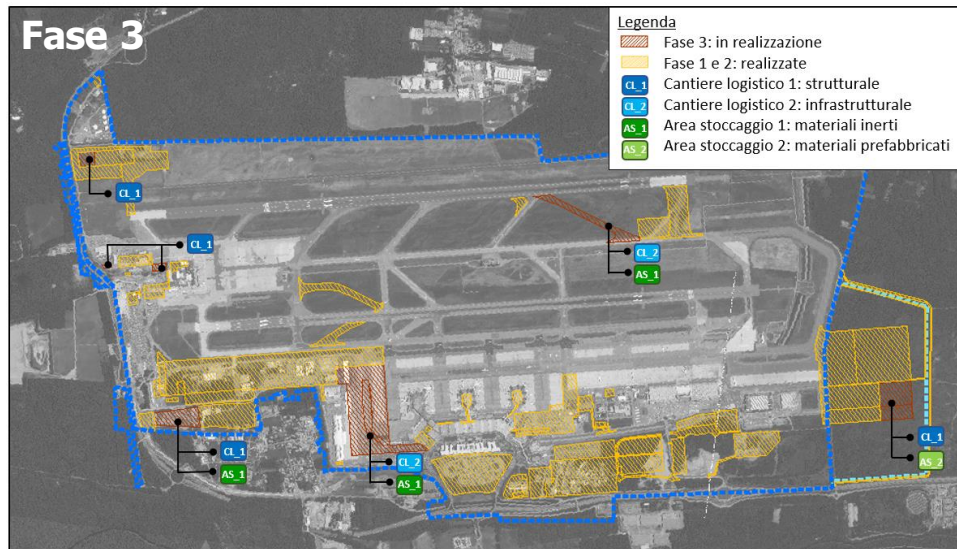 Fase 3
Legenda
Fase 3: in realizzazione
Fase 1 e 2: realizzate
CL_1 Cantiere logistico 1: strutturale
CL_2 Cantiere logistico 2: infrastrutturale
AS_1 Area stoccaggio 1: materiali inerti
AS_2 Area stoccaggio 2: materiali prefabbricati
CL_1
CL_1
CL_2
AS_1
CL_1
AS_1
CL_2
AS_1
CL_1
AS_2